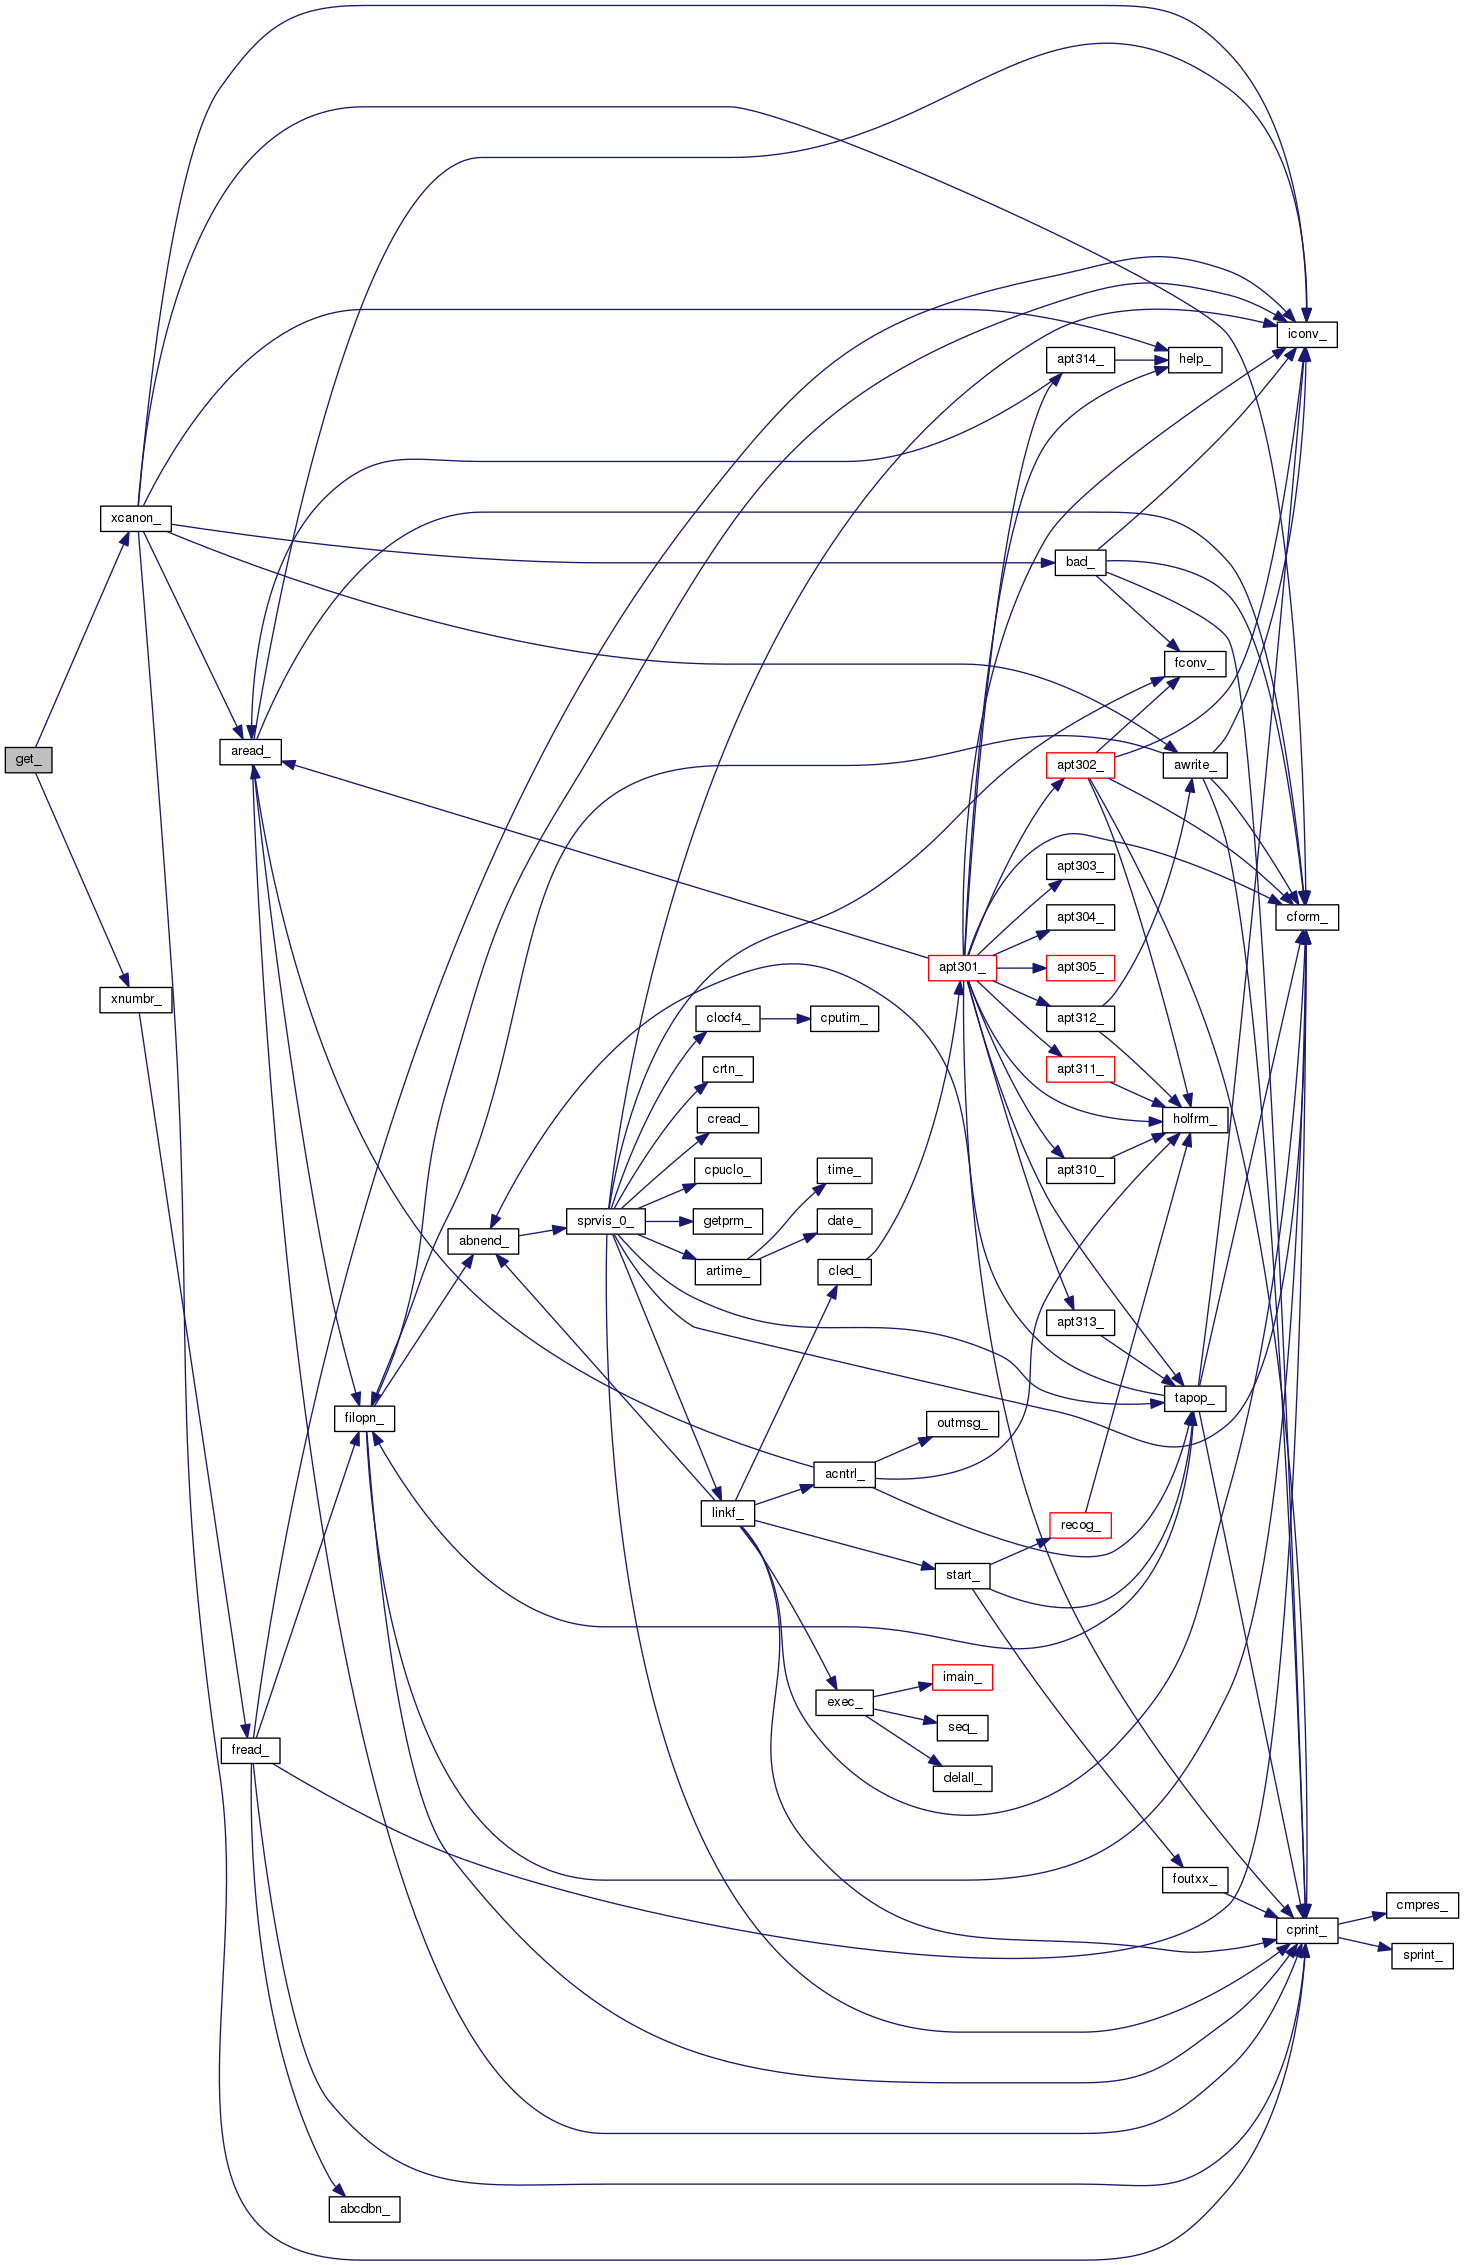 iconv_
apt314_
help_
xcanon_
bad_
fconv_
aread_
get_
apt302_
awrite_
apt303_
apt304_
cform_
apt301_
apt305_
xnumbr_
clocf4_
cputim_
apt312_
crtn_
apt311_
cread_
holfrm_
cpuclo_
time_
apt310_
sprvis_0_
getprm_
date_
abnend_
artime_
cled_
apt313_
tapop_
filopn_
outmsg_
acntrl_
linkf_
recog_
start_
imain_
exec_
seq_
fread_
delall_
foutxx_
cmpres_
cprint_
sprint_
abcdbn_